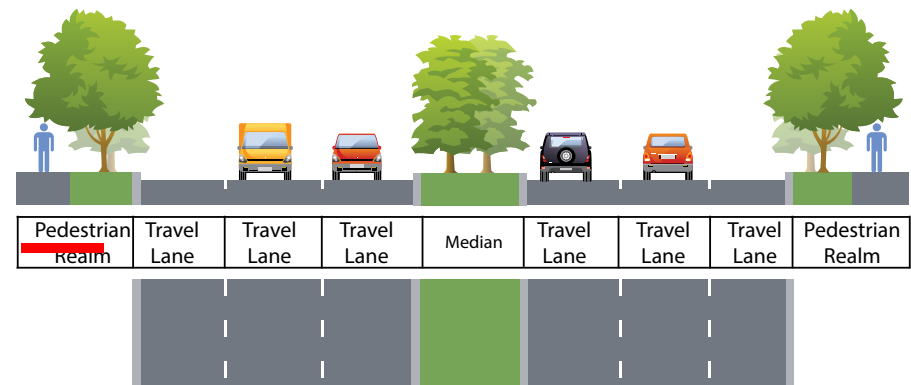 Pedestrian
Realm
Travel
Lane
Travel
Lane
Travel
Lane
Median
Travel
Lane
Travel
Lane
Travel
Lane
Pedestrian
Realm